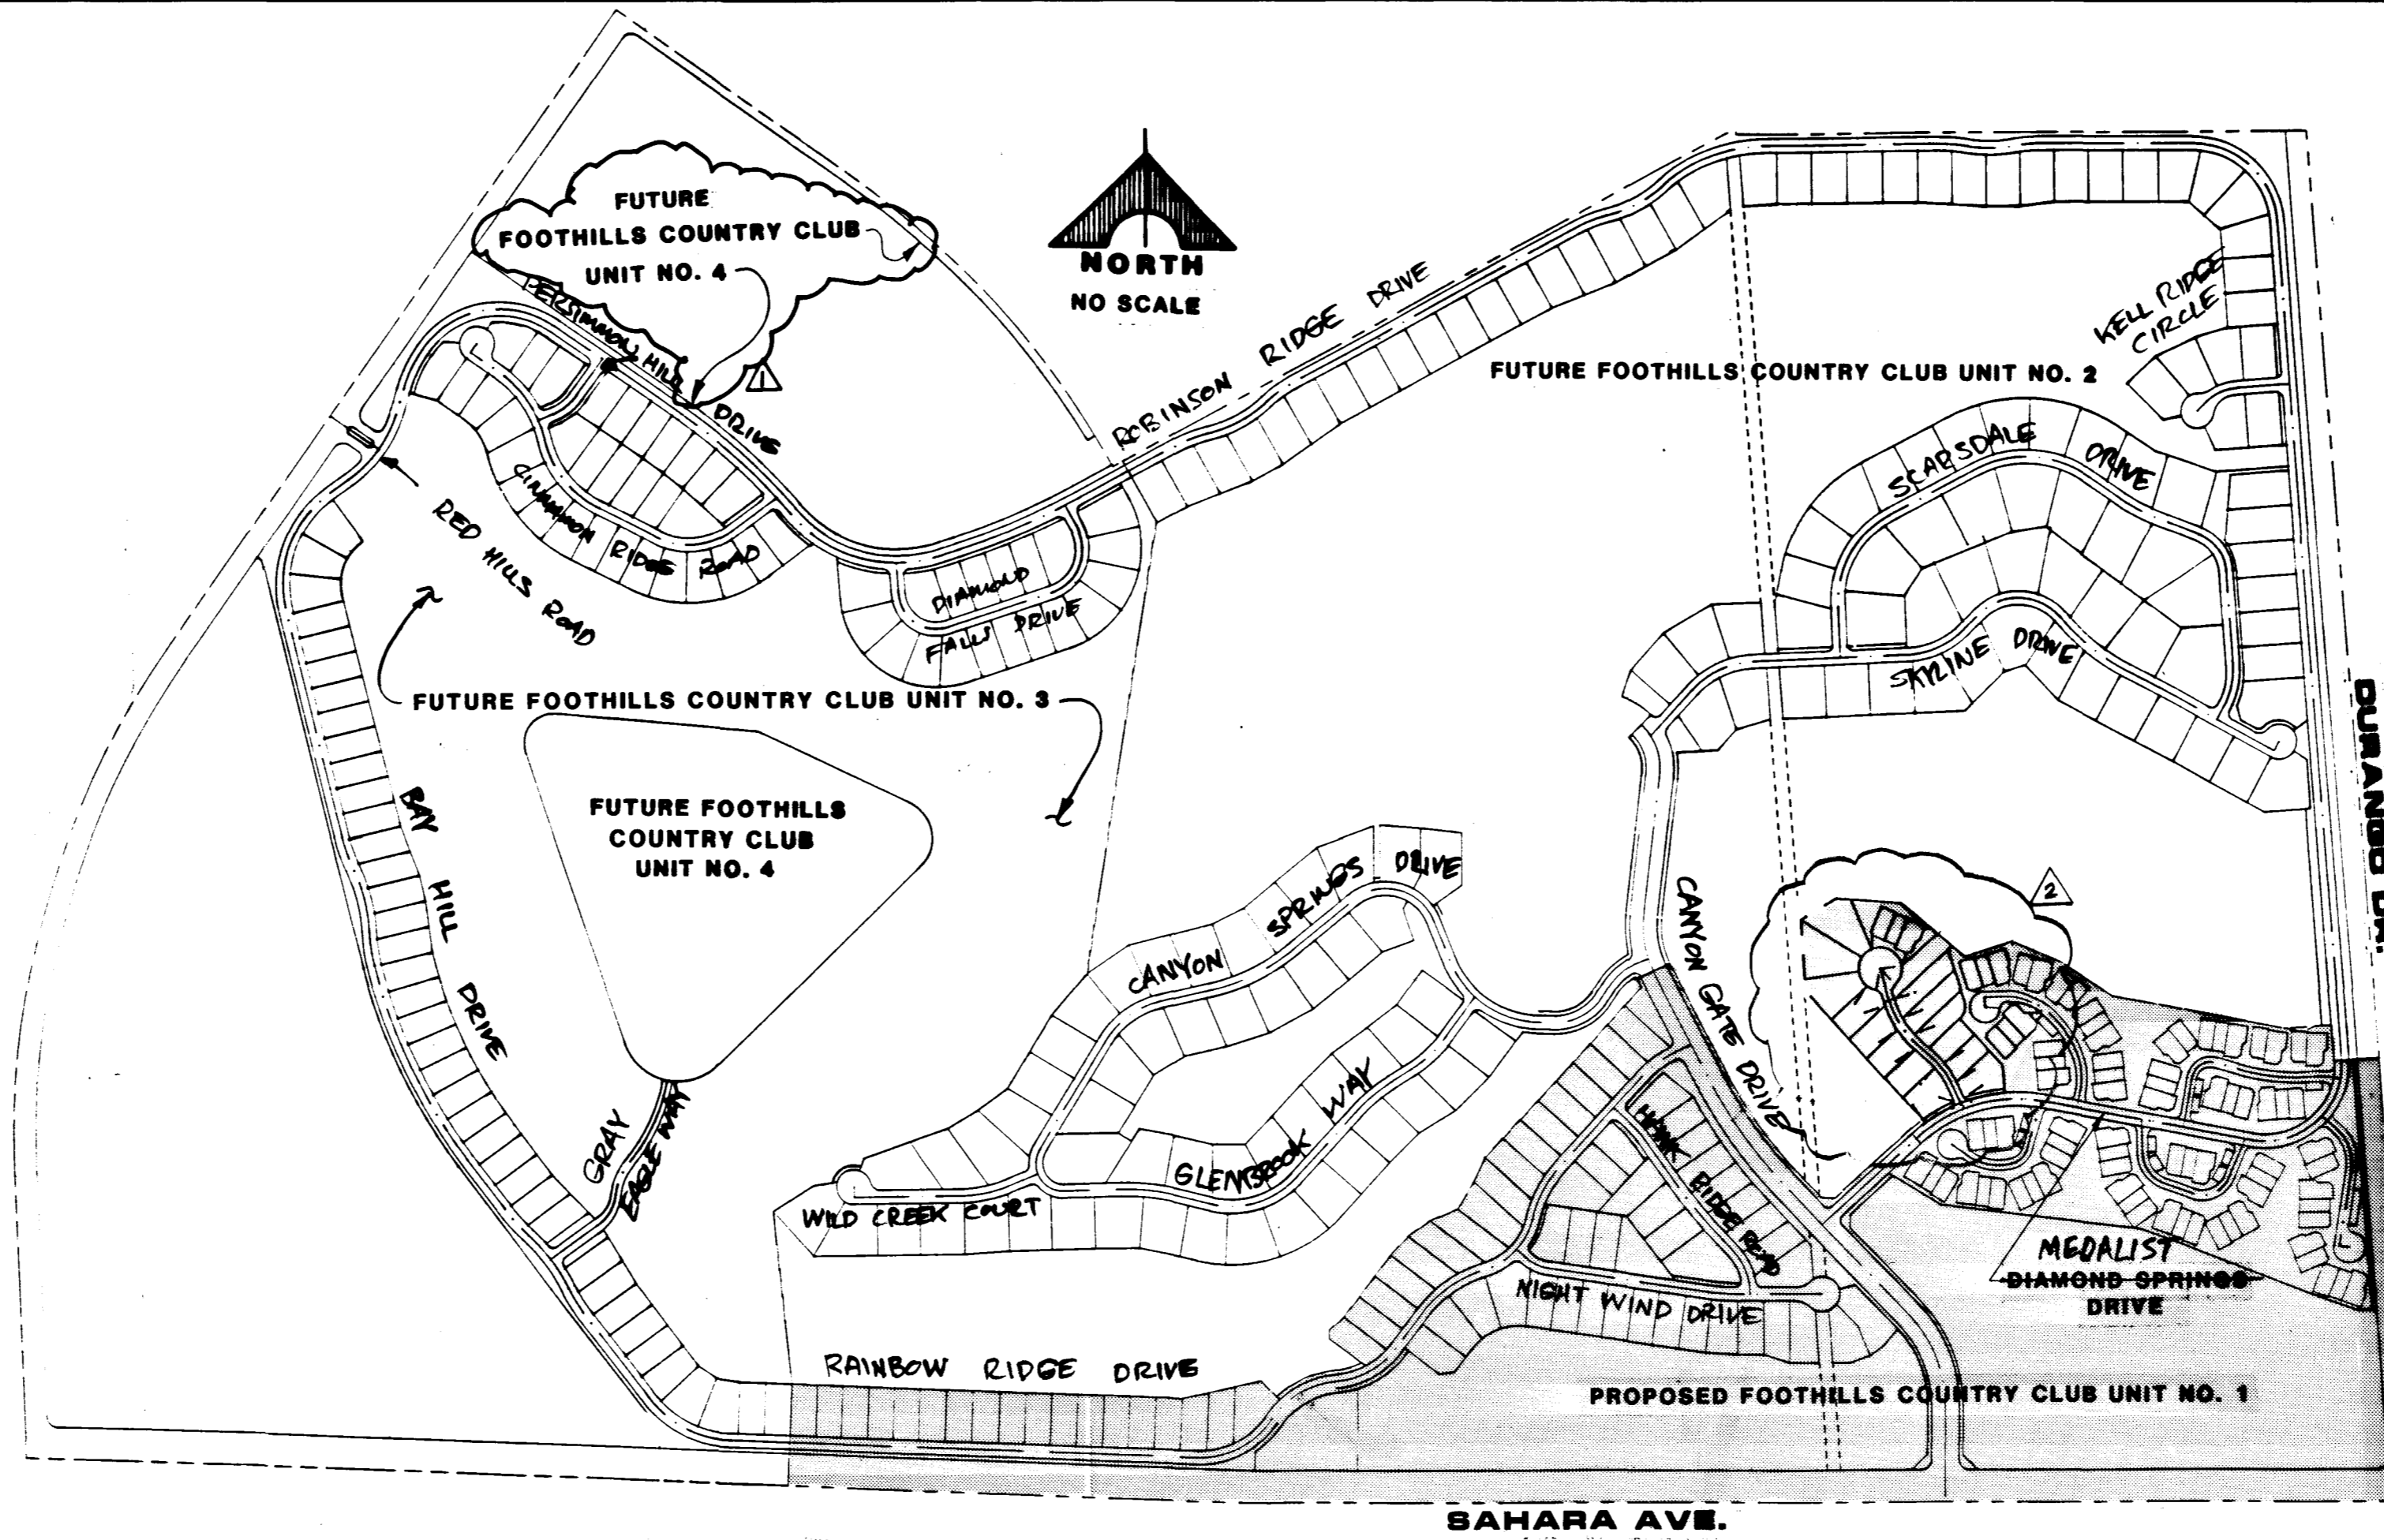 FUTURE
FOOTHILLS COUNTRY CLUB
UNIT NO. 4
1
NORTH
NO SCALE
PERSIMMON HILL DRIVE
ROBINSON RIDGE DRIVE
KELL RIDGE
CIRCLE
FUTURE FOOTHILLS COUNTRY CLUB UNIT NO. 2
SCARSDALE DRIVE
CINNAMON RIDGE ROAD
RED HILLS ROAD
DIAMOND
FALLS DRIVE
SKYLINE DRIVE
FUTURE FOOTHILLS COUNTRY CLUB UNIT NO. 3
DURANGO DR.
FUTURE FOOTHILLS
COUNTRY CLUB
UNIT NO. 4
BAY HILL DRIVE
CANYON SPRINGS DRIVE
CANYON GATE DRIVE
2
GRAY
EAGLE WAY
GLENBROOK WAY
HAWK RIDGE ROAD
WILD CREEK COURT
NIGHT WIND DRIVE
MEDALIST
DIAMOND SPRINGS
DRIVE
RAINBOW RIDGE DRIVE
PROPOSED FOOTHILLS COUNTRY CLUB UNIT NO. 1
SAHARA AVE.